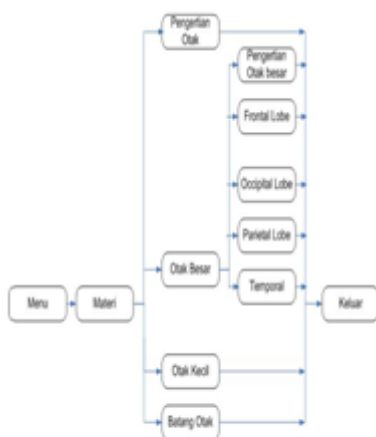 Pengertian
Otak
Pengertian
Otak besar
Frontal Lobe
Occipital Lobe
Parietal Lobe
Otak Besar
Temporal
Menu
Materi
Keluar
Otak Kecil
Batang Otak